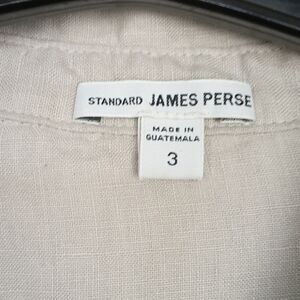 STANDARD JAMES PERSE
MADE IN
GUATEMALA
3